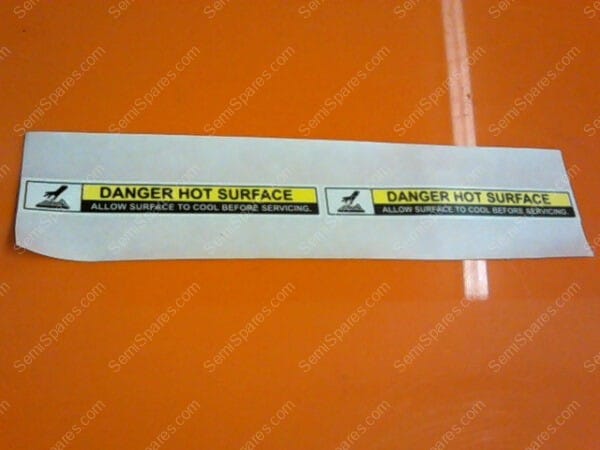 DANGER HOT SURFACE
ALLOW SURFACE TO COOL BEFORE SERVICING.
DANGER HOT SURFACE
ALLOW SURFACE TO COOL BEFORE SERVICING.
SemiSpares.com